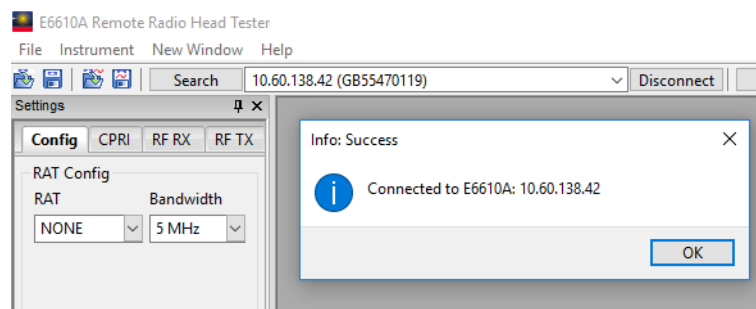 E6610A Remote Radio Head Tester
File Instrument New Window Help
Search 10.60.138.42 (GB55470119) Disconnect
Settings
Config CPRI RF RX RF TX
Info: Success
RAT Config
RAT Bandwidth
Connected to E6610A: 10.60.138.42
NONE 5 MHz
OK